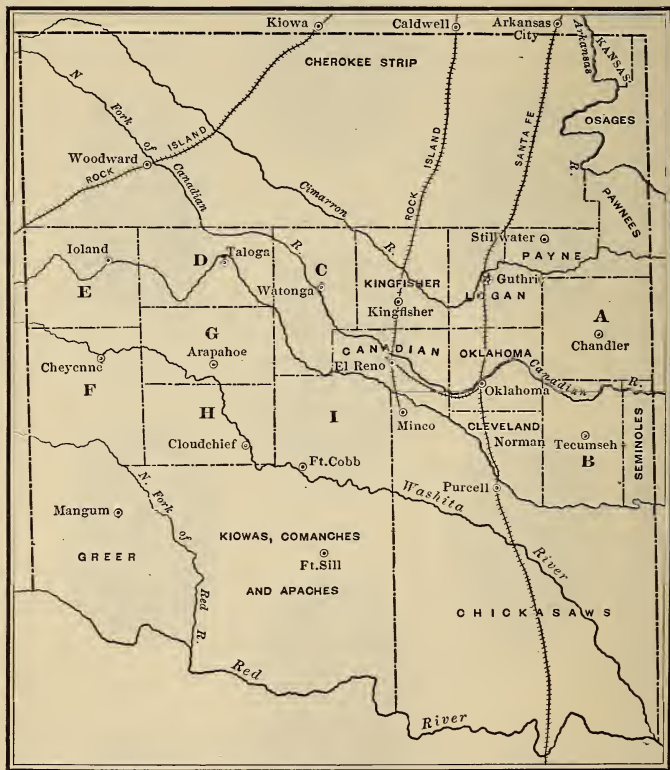 Kiowa
Caldwell
Arkansas
City
Arkansas
R.
KANSAS.
CHEROKEE STRIP
N
Fork
of
Canadian
R.
ISLAND
ROCK
Woodward
ISLAND
ROCK
SANTA FE
OSAGES
PAWNEES
Cimarron
R.
Ioland
E
D
Taloga
Watonga
C
KINGFISHER
Kingfisher
Stillwater
PAYNE
Guthri
LOGAN
A
Chandler
G
Arapahoe
Cheyenne
F
CANADIAN
El Reno
OKLAHOMA
Oklahoma
Canadian
R.
H
Cloudchief
I
Minco
CLEVELAND
Norman
Tecumseh
B
SEMINOLES
Ft.Cobb
Purcell
Washita
River
Mangum
GREER
N. Fork
of
Red
R.
KIOWAS, COMANCHES
Ft.Sill
AND APACHES
CHICKASAWS
Red
River